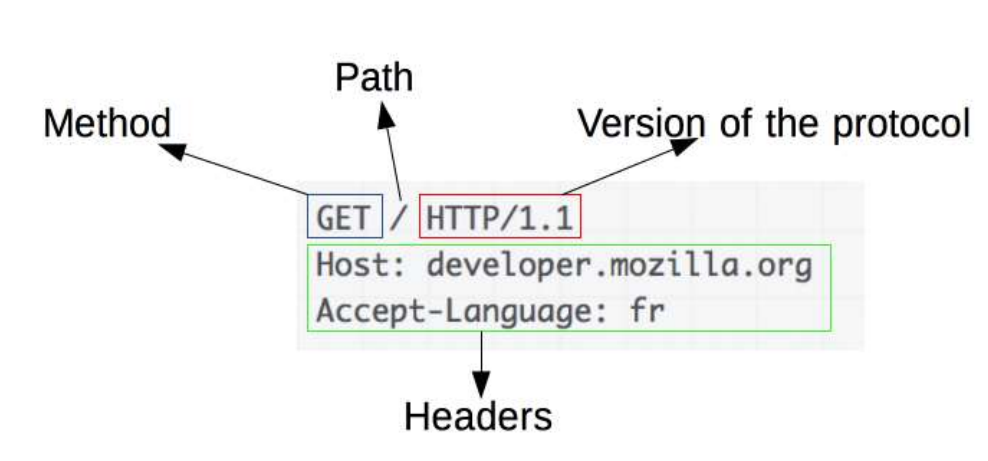 Path
Method
Version of the protocol
GET / HTTP/1.1
Host: developer.mozilla.org
Accept-Language: fr
Headers